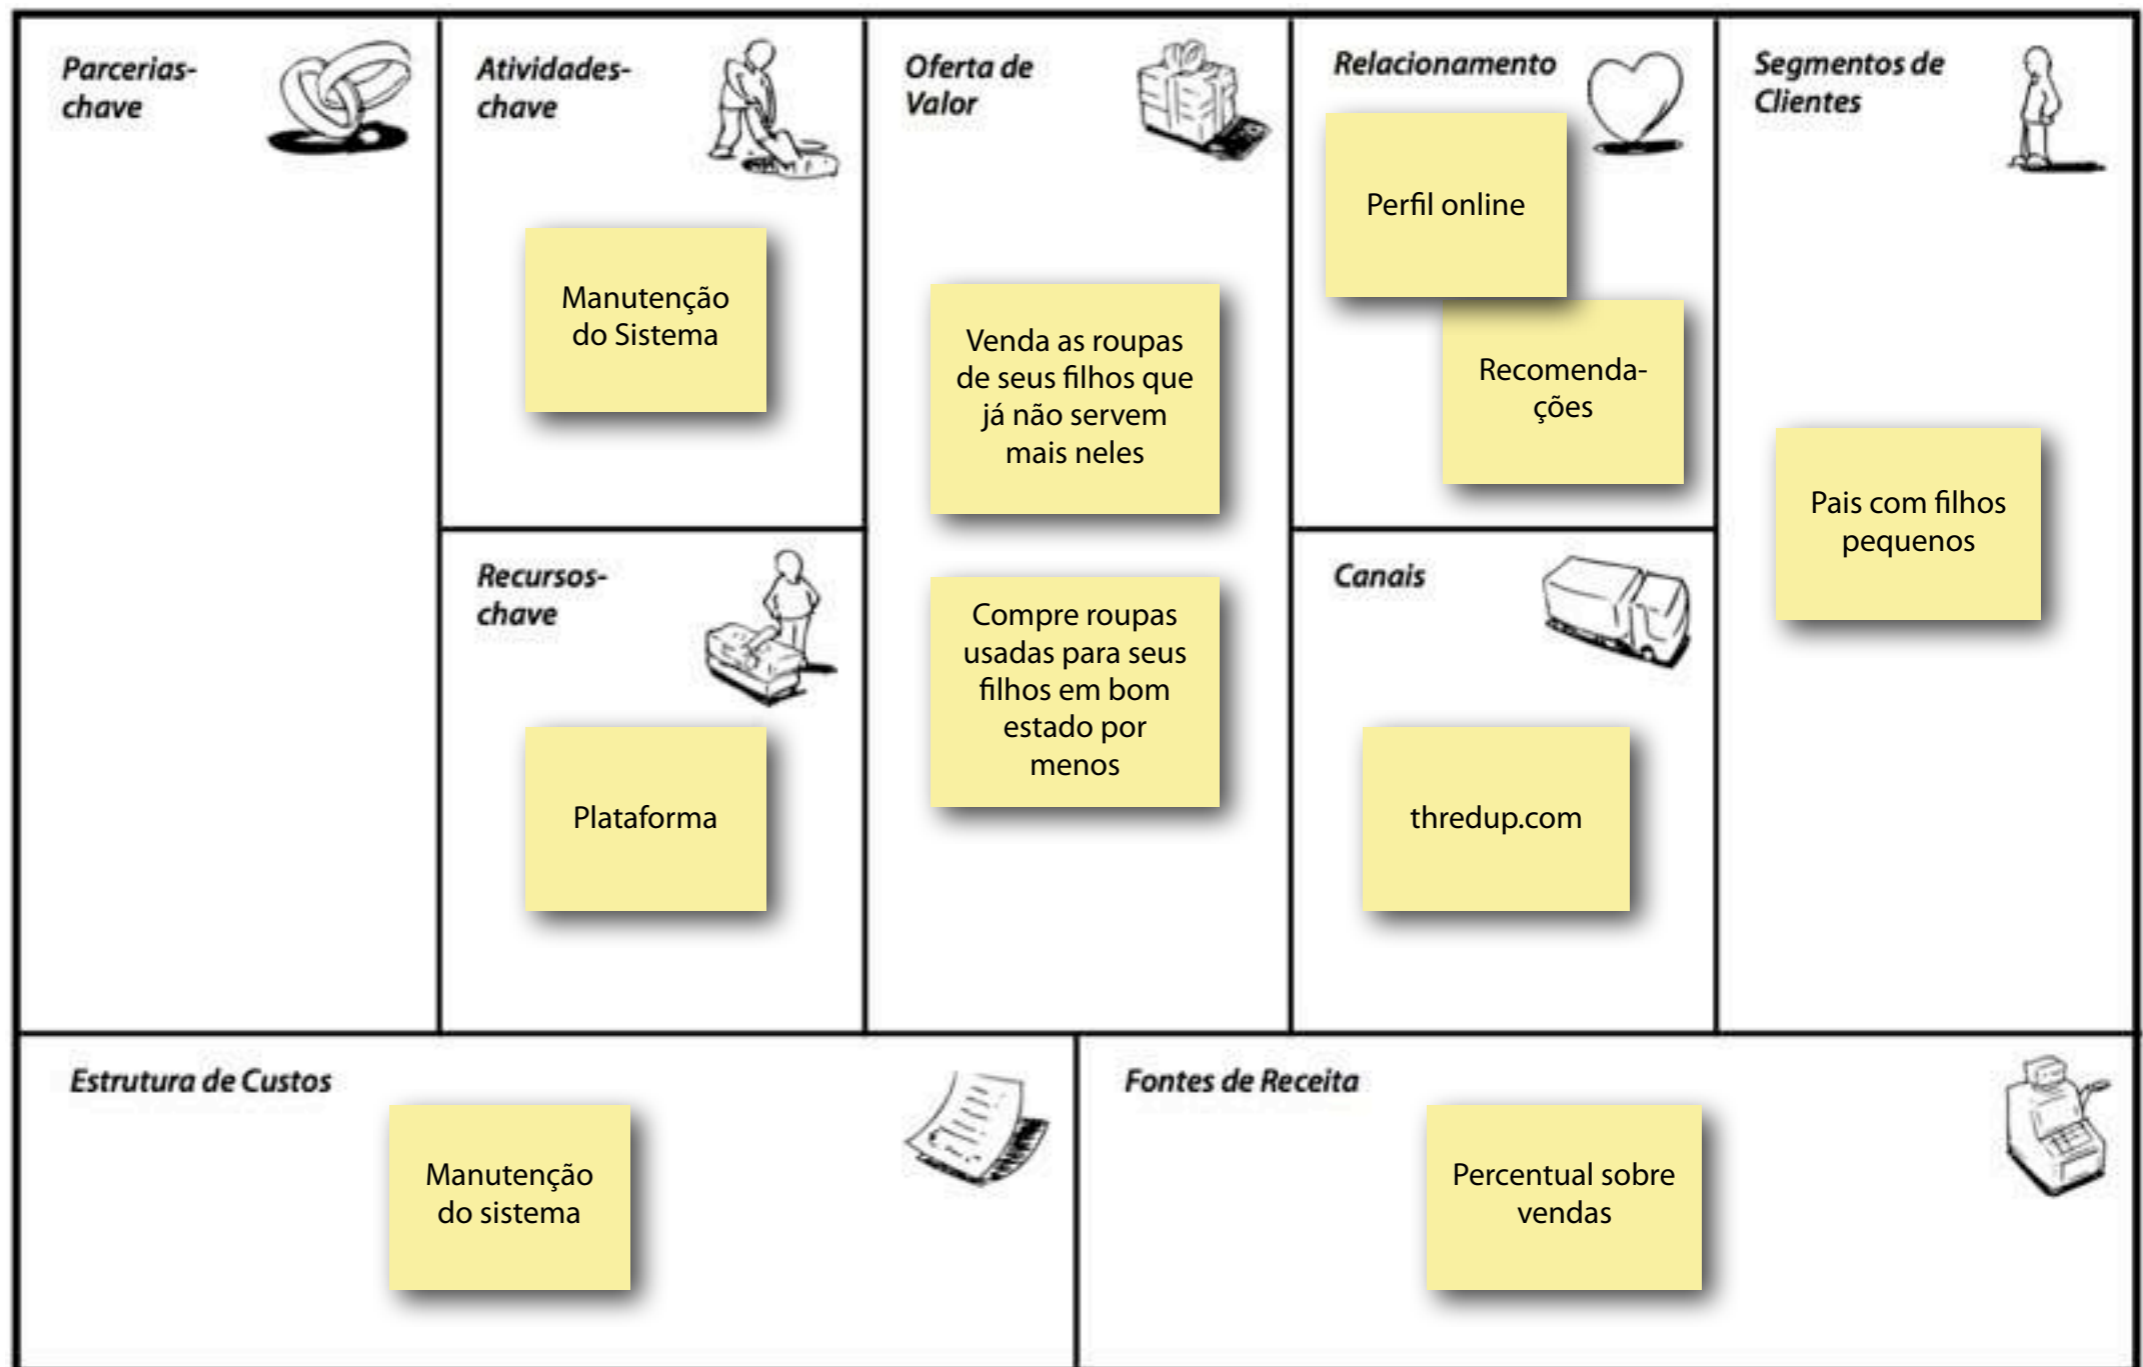 Parcerias-
chave
Atividades-
chave
Manutenção
do Sistema
Recursos-
chave
Plataforma
Oferta de
Valor
Venda as roupas
de seus filhos que
já não servem
mais neles
Compre roupas
usadas para seus
filhos em bom
estado por
menos
Relacionamento
Perfil online
Recomenda-
ções
Canais
thredup.com
Segmentos de
Clientes
Pais com filhos
pequenos
Estrutura de Custos
Manutenção
do sistema
Fontes de Receita
Percentual sobre
vendas